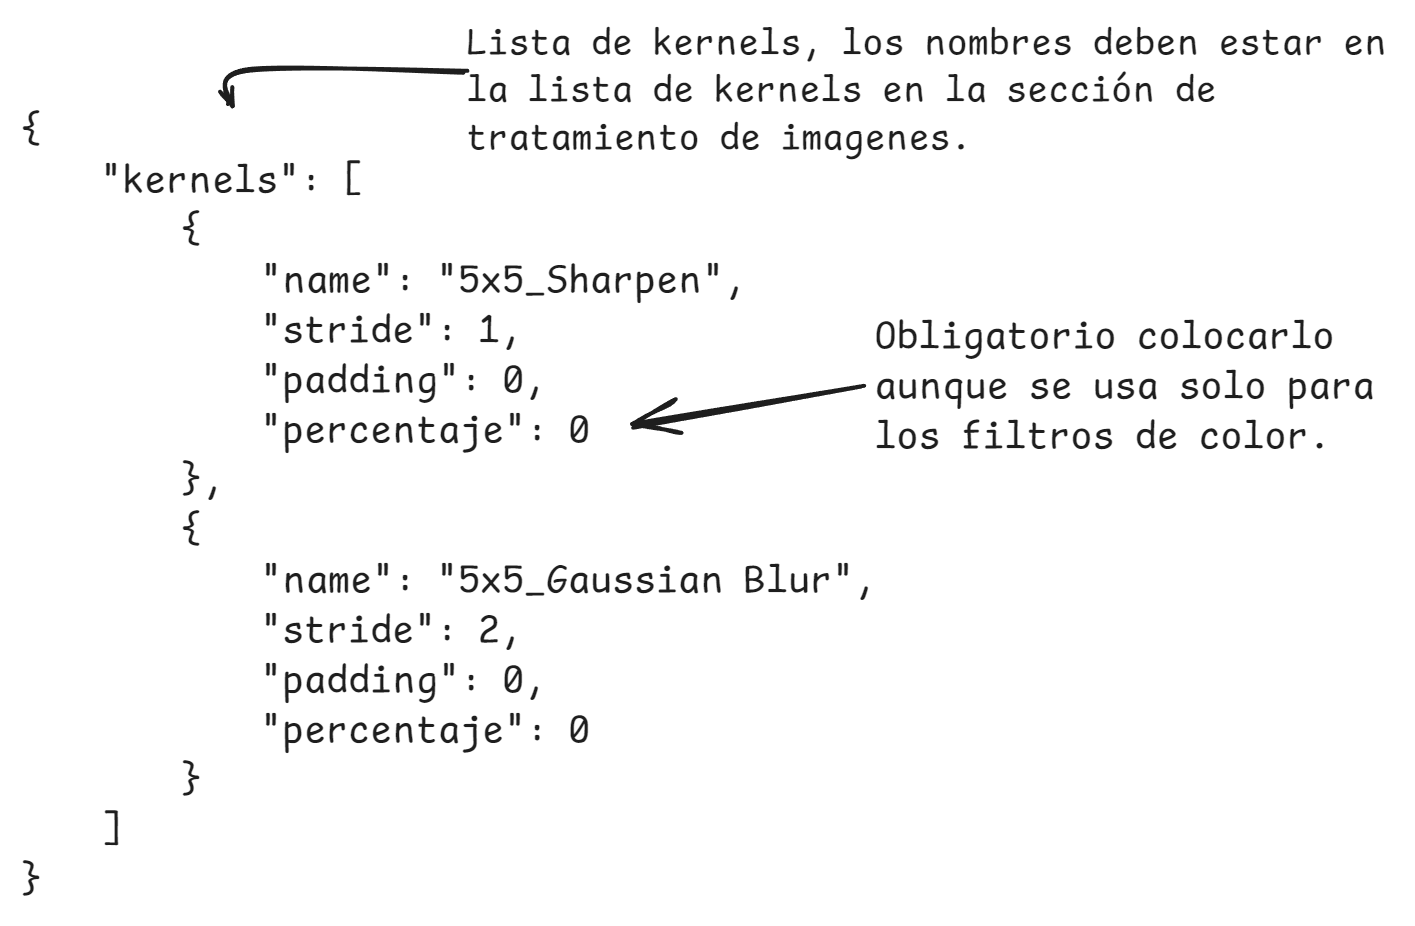 Lista de kernels, los nombres deben estar en
la lista de kernels en la sección de
tratamiento de imagenes.
{
"kernels": [
{
"name": "5x5_Sharpen",
"stride": 1,
"padding": 0,
"percentaje": 0
Obligatorio colocarlo
aunque se usa solo para
los filtros de color.
},
{
"name": "5x5_Gaussian Blur",
"stride": 2,
"padding": 0,
"percentaje": 0
}
]
}